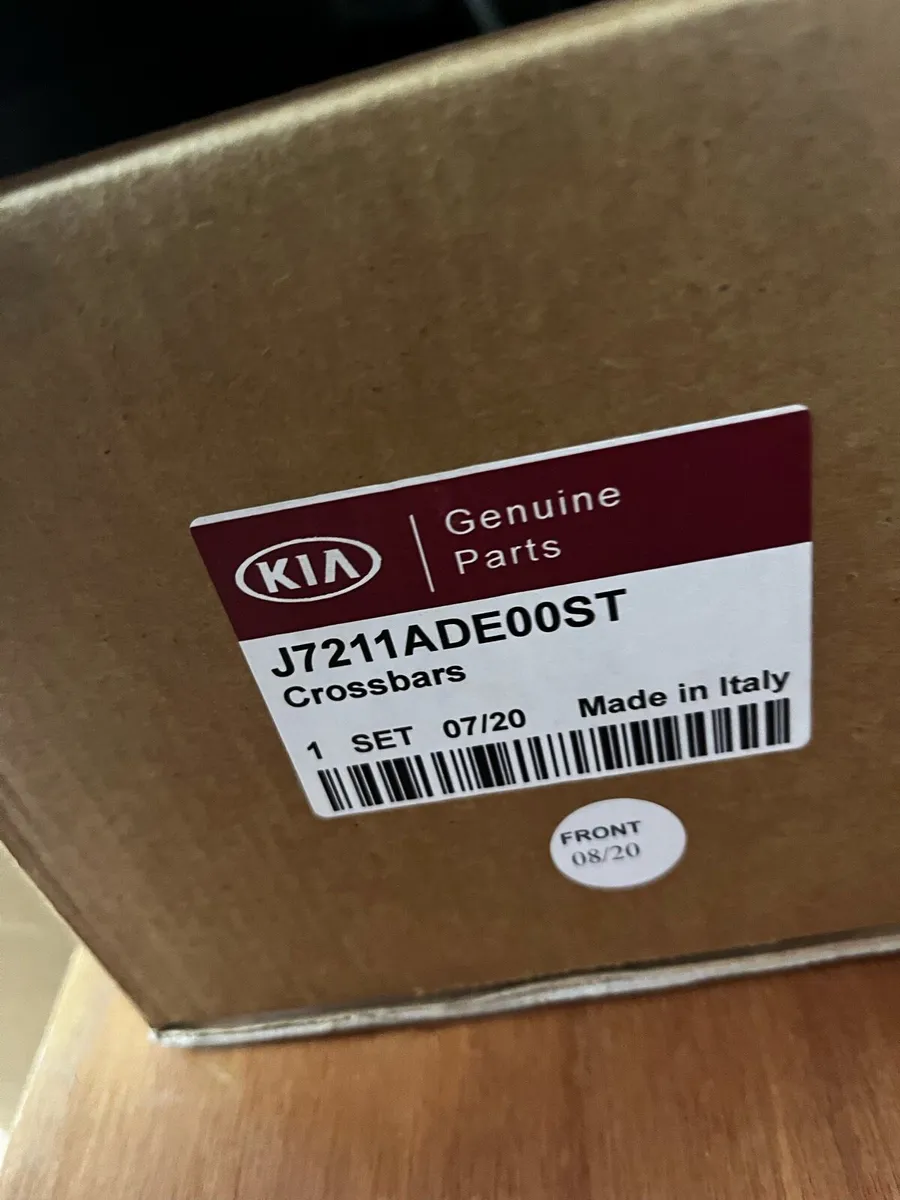 KIA
Genuine
Parts
J7211ADE00ST
Crossbars
1 SET 07/20 Made in Italy
FRONT
08/20